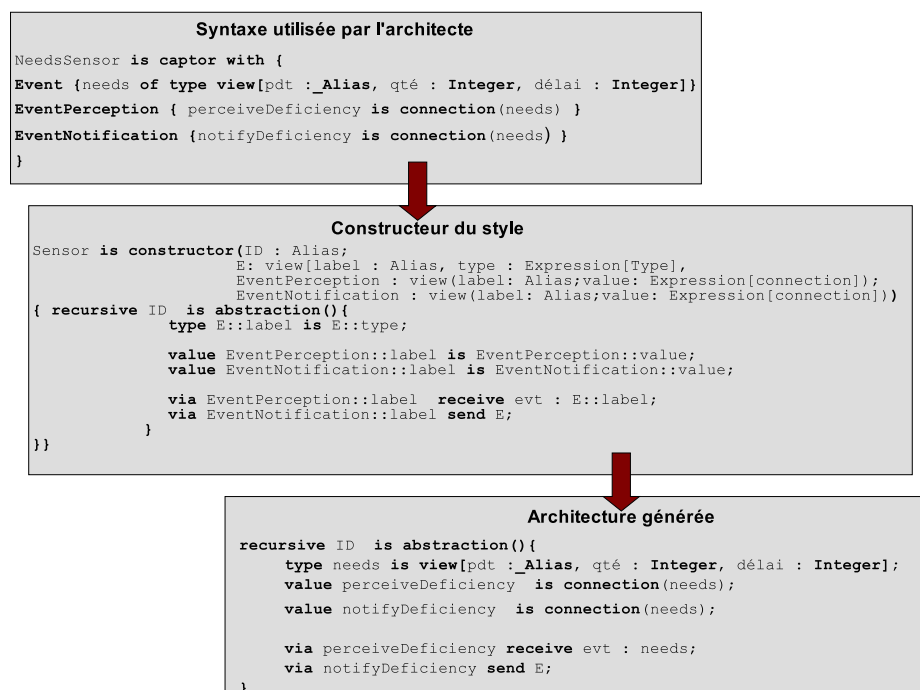 Syntaxe utilisée par l'architecte
NeedsSensor is captor with {
Event {needs of type view[pdt :_Alias, qté : Integer, délai : Integer]}
EventPerception { perceiveDeficiency is connection(needs) }
EventNotification {notifyDeficiency is connection(needs) }
}
Constructeur du style
Sensor is constructor(ID : Alias;
E: view[label : Alias, type : Expression[Type],
EventPerception : view(label: Alias;value: Expression[connection]);
EventNotification : view(label: Alias;value: Expression[connection]))
{ recursive ID is abstraction(){
type E::label is E::type;
value EventPerception::label is EventPerception::value;
value EventNotification::label is EventNotification::value;
via EventPerception::label receive evt : E::label;
via EventNotification::label send E;
}
}}
Architecture générée
recursive ID is abstraction(){
type needs is view[pdt :_Alias, qté : Integer, délai : Integer];
value perceiveDeficiency is connection(needs);
value notifyDeficiency is connection(needs);
via perceiveDeficiency receive evt : needs;
via notifyDeficiency send E;
}